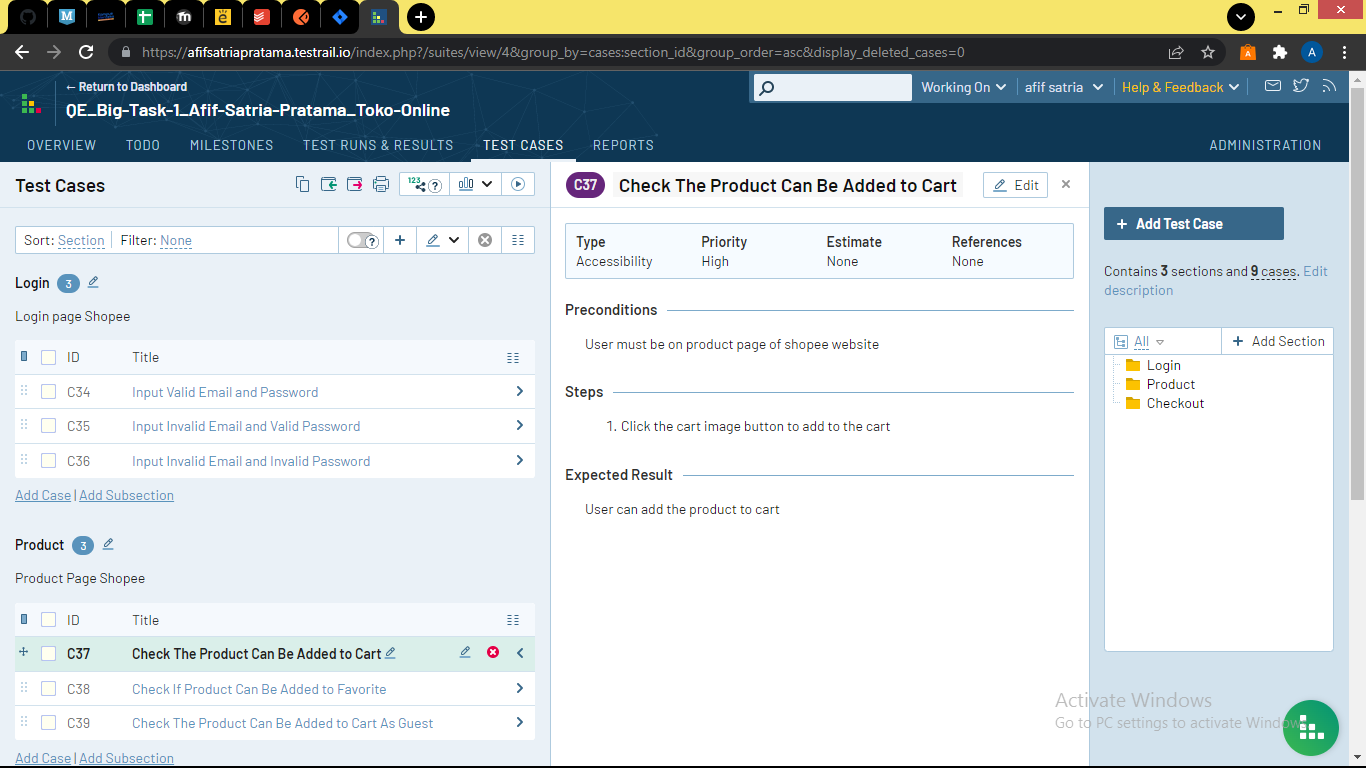 https://afifsatriapratama.testrail.io/index.php?/suites/view/4&group_by=cases:section_id&group_order=asc&display_deleted_cases=0
A
← Return to Dashboard
QE_Big-Task-1_Afif-Satria-Pratama_Toko-Online
Working On
afif satria
Help & Feedback
OVERVIEW
TODO
MILESTONES
TEST RUNS & RESULTS
TEST CASES
REPORTS
ADMINISTRATION
Test Cases
123
?
Sort: Section
Filter: None
?
Login 3
Login page Shopee
ID Title
C34 Input Valid Email and Password
C35 Input Invalid Email and Valid Password
C36 Input Invalid Email and Invalid Password
Add Case | Add Subsection
Product 3
Product Page Shopee
ID Title
C37 Check The Product Can Be Added to Cart
C38 Check If Product Can Be Added to Favorite
C39 Check The Product Can Be Added to Cart As Guest
Add Case | Add Subsection
C37 Check The Product Can Be Added to Cart
Edit
Type Priority Estimate References
Accessibility High None None
Preconditions
User must be on product page of shopee website
Steps
1. Click the cart image button to add to the cart
Expected Result
User can add the product to cart
+ Add Test Case
Contains 3 sections and 9 cases. Edit
description
All
+ Add Section
Login
Product
Checkout
Activate Windows
Go to PC settings to activate Windows.